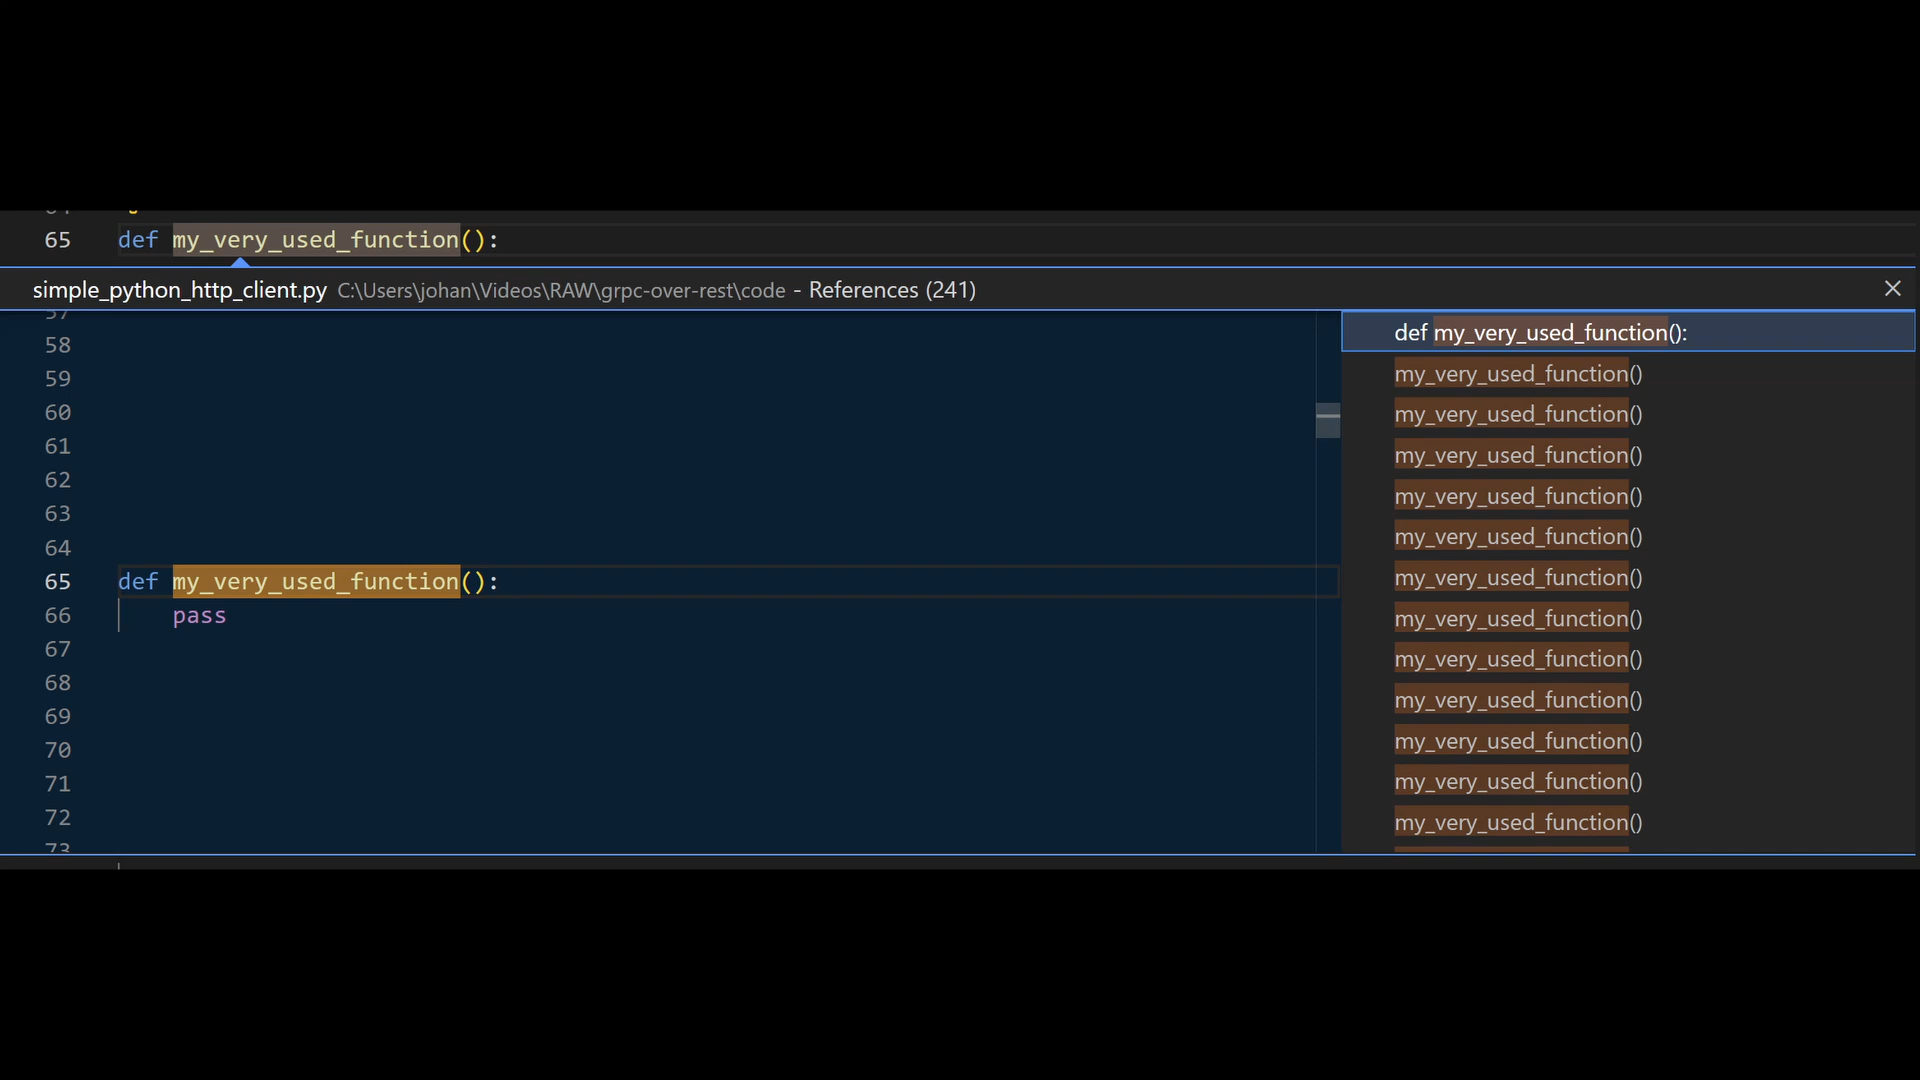 65 def my_very_used_function():
simple_python_http_client.py C:\Users\johan\Videos\RAW\grpc-over-rest\code - References (241)
57
58
59
60
61
62
63
64
65 def my_very_used_function():
66 pass
67
68
69
70
71
72
73
def my_very_used_function():
my_very_used_function()
my_very_used_function()
my_very_used_function()
my_very_used_function()
my_very_used_function()
my_very_used_function()
my_very_used_function()
my_very_used_function()
my_very_used_function()
my_very_used_function()
my_very_used_function()
my_very_used_function()